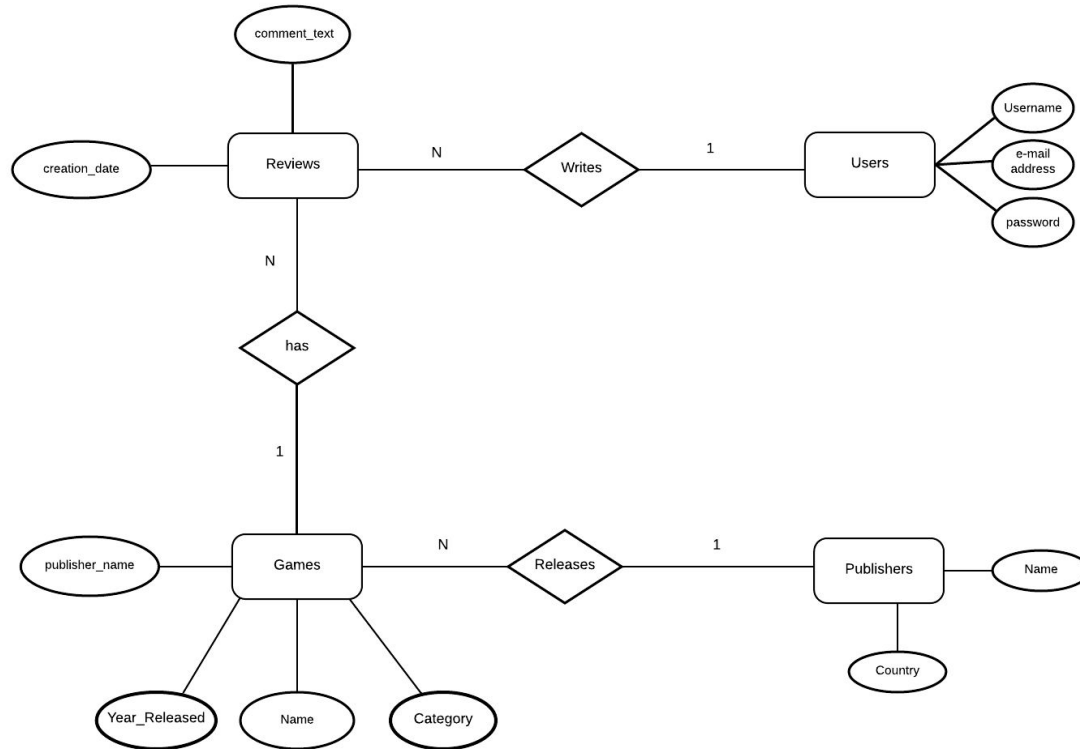 comment_text
creation_date
Reviews
N
Writes
1
Users
Username
e-mail
address
password
N
has
1
publisher_name
Games
N
Releases
1
Publishers
Name
Country
Year_Released
Name
Category